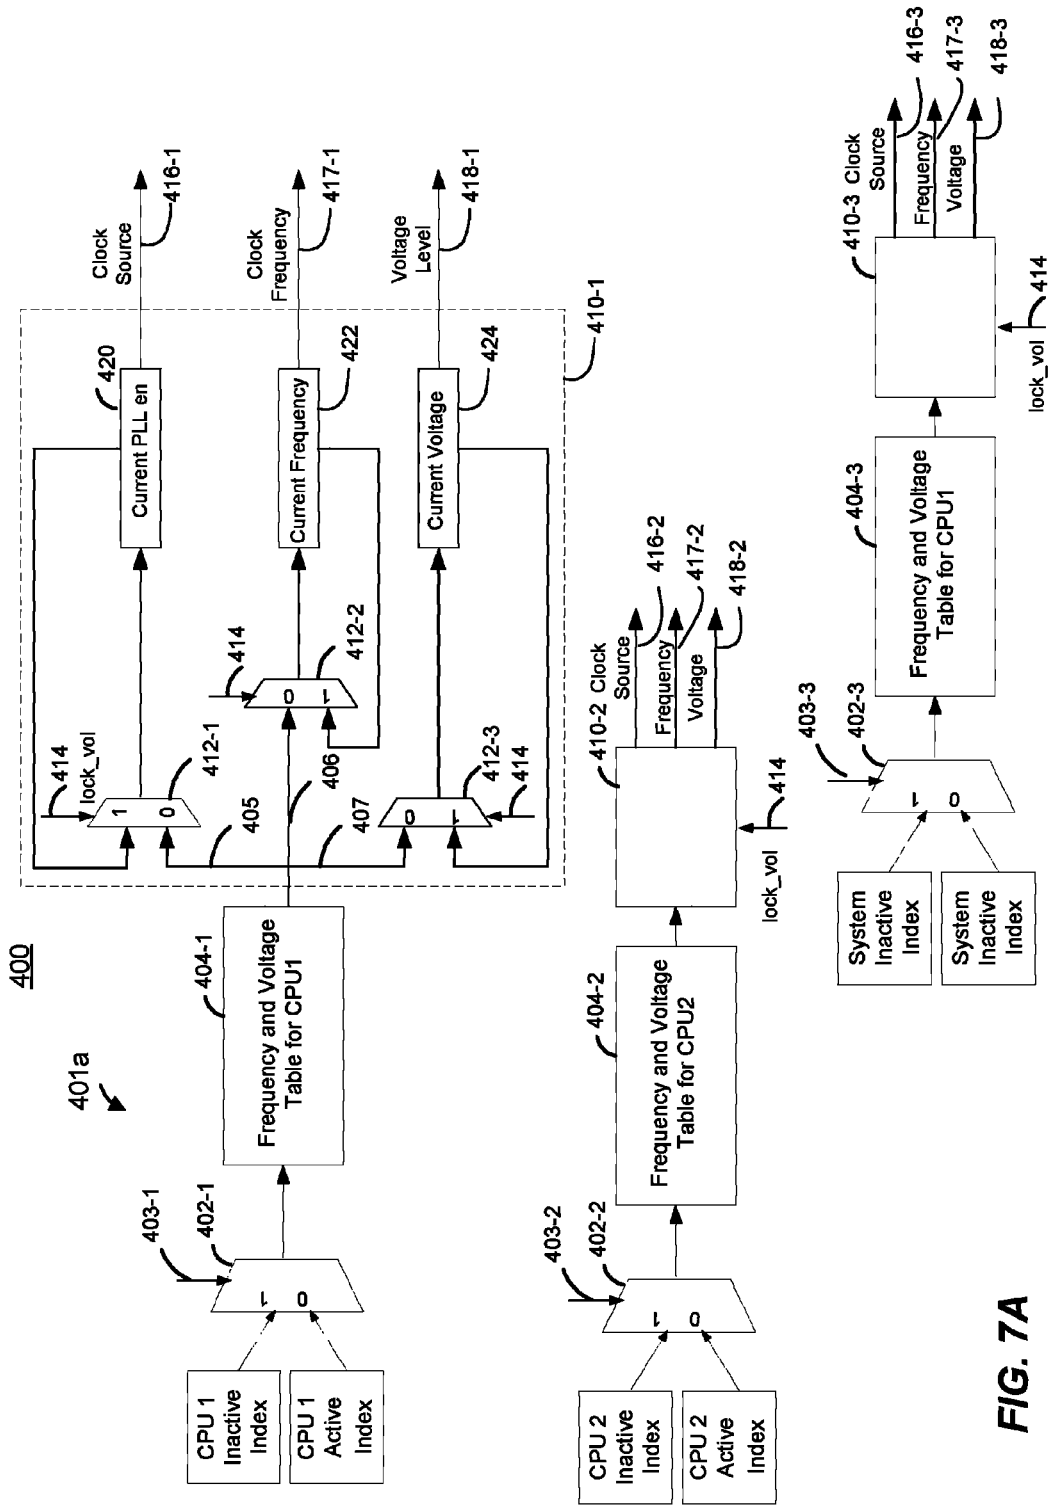 400
401a
CPU 1
Inactive
Index
CPU 1
Active
Index
403-1
402-1
1
0
404-1
Frequency and Voltage
Table for CPU1
405
406
407
414
lock_vol
412-1
1
0
414
412-2
0
1
412-3
414
0
1
420
Current PLL en
422
Current Frequency
424
Current Voltage
410-1
Clock
Source
416-1
Clock
Frequency
417-1
Voltage
Level
418-1
CPU 2
Inactive
Index
CPU 2
Active
Index
403-2
402-2
1
0
404-2
Frequency and Voltage
Table for CPU2
410-2
lock_vol
414
Clock
Source
416-2
Frequency
417-2
Voltage
418-2
System
Inactive
Index
System
Inactive
Index
403-3
402-3
1
0
404-3
Frequency and Voltage
Table for CPU1
410-3
lock_vol
414
Clock
Source
416-3
Frequency
417-3
Voltage
418-3
FIG. 7A